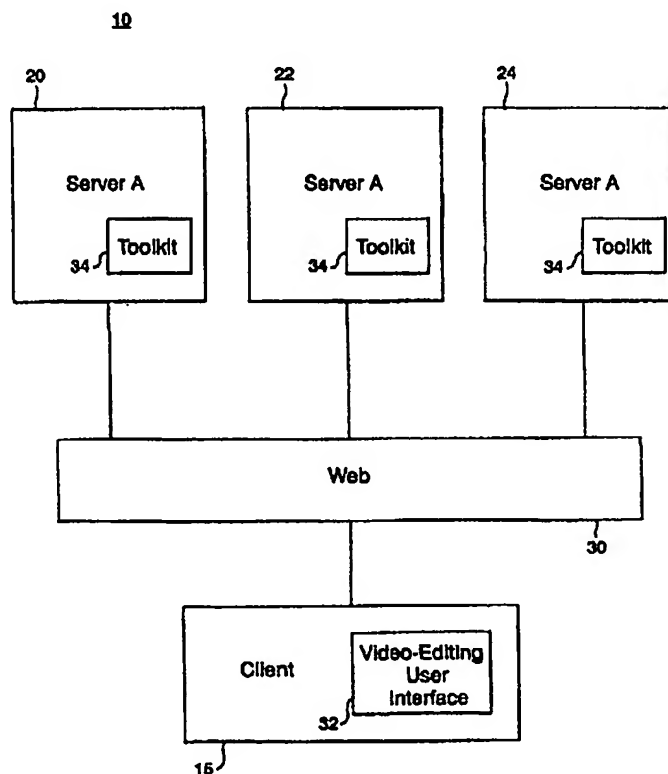 10
20
22
24
Server A
Server A
Server A
Toolkit
Toolkit
Toolkit
34
34
34
Web
30
Client
Video-Editing
User
Interface
32
15